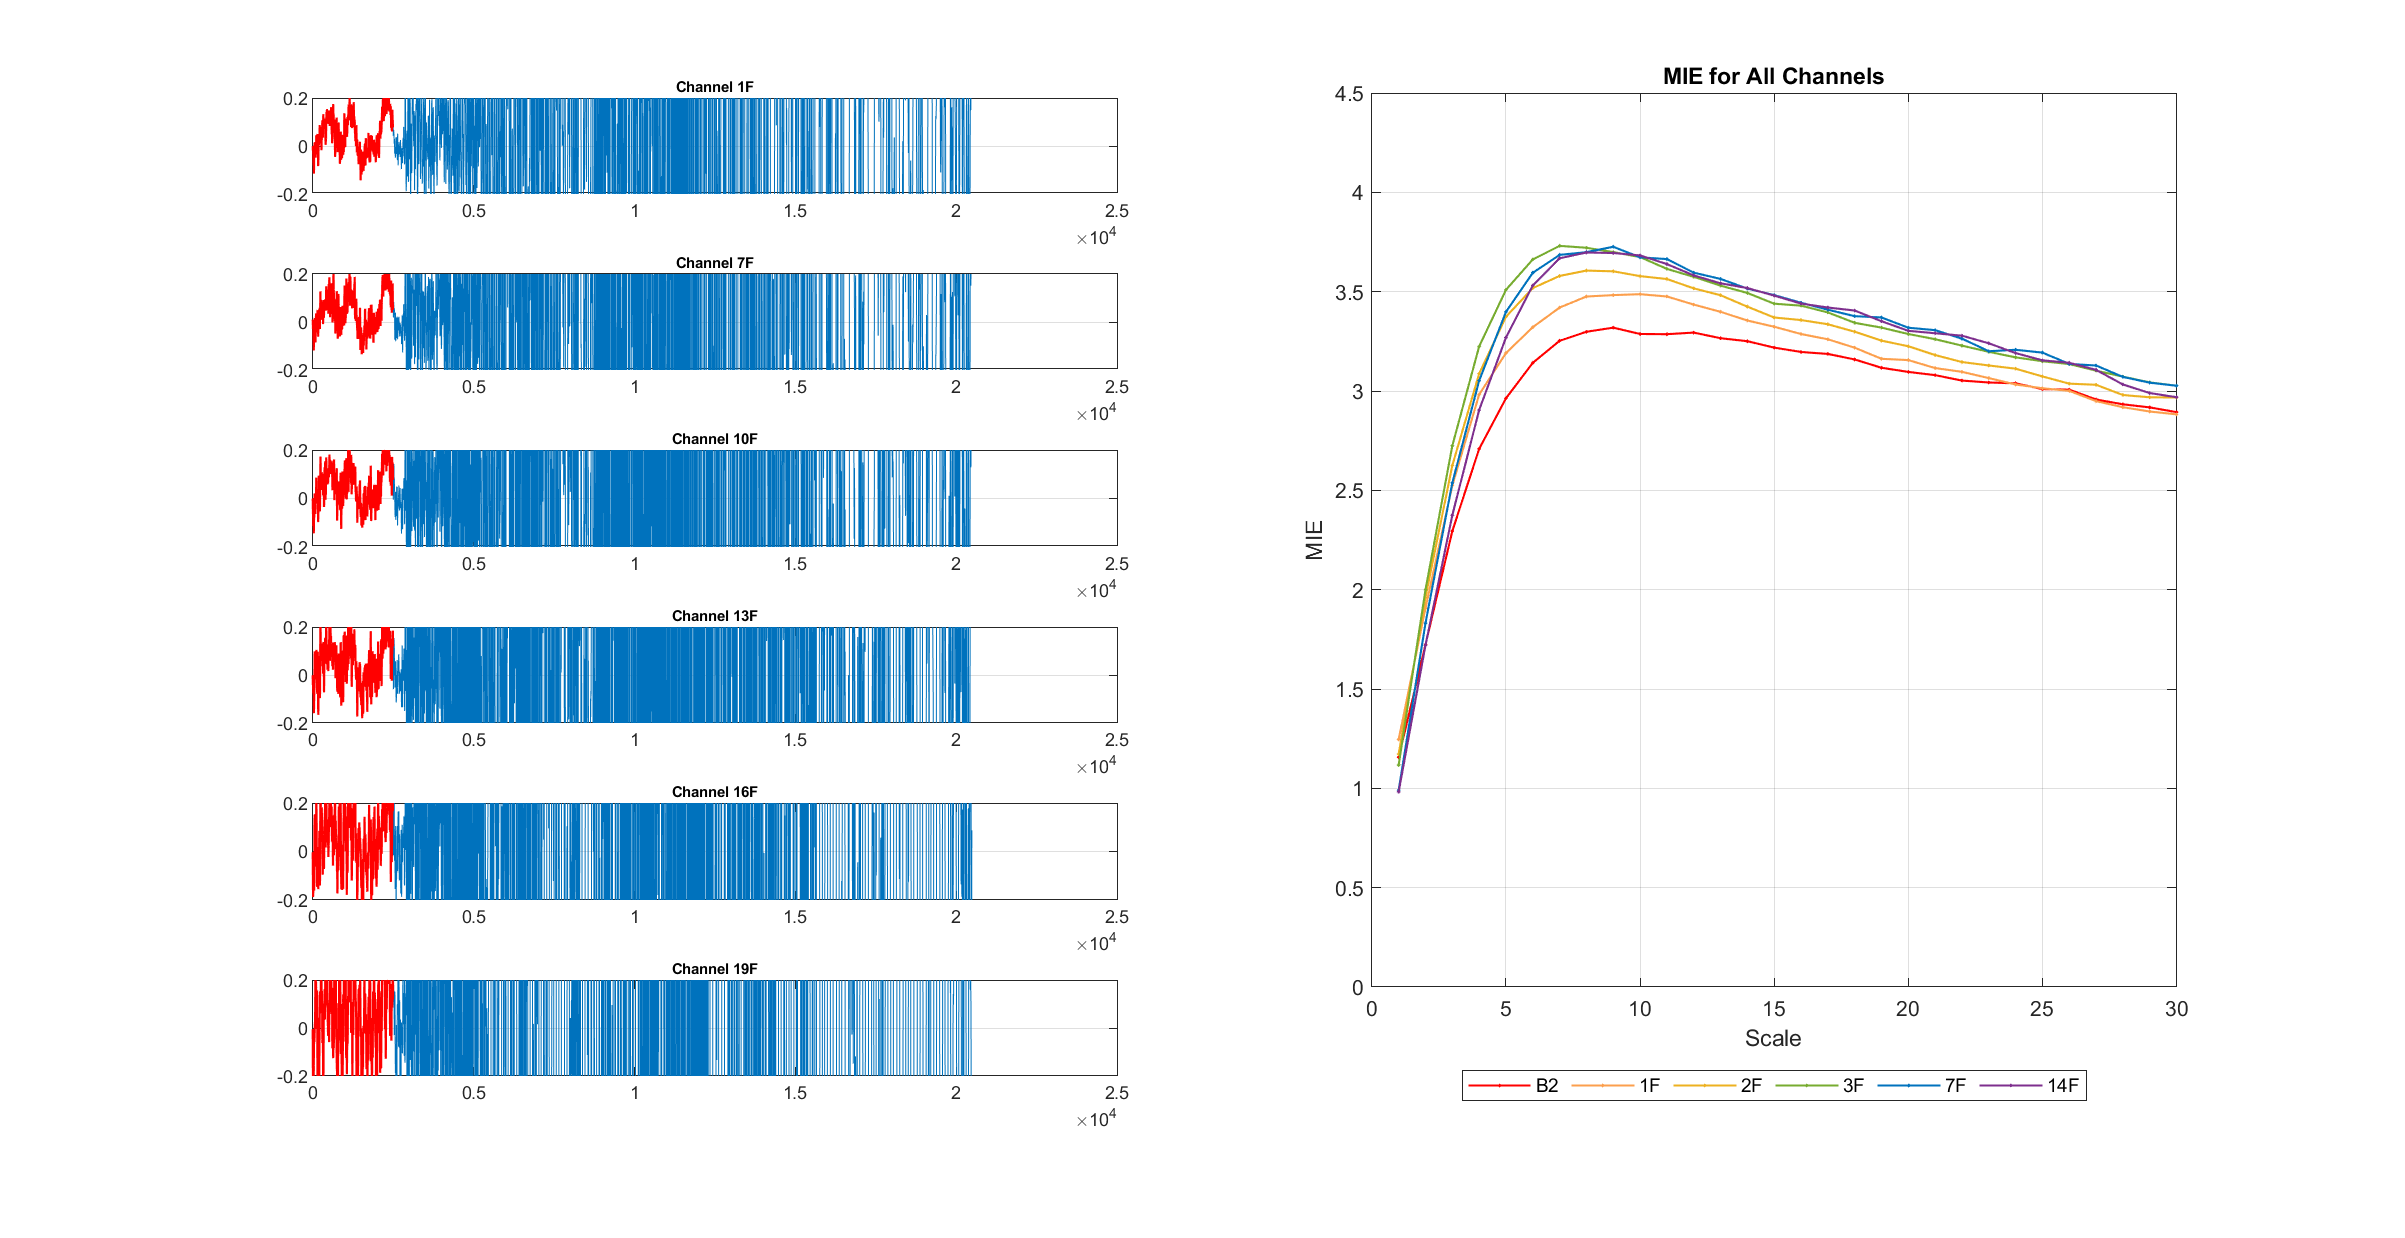 Channel 1F
0.2
0
-0.2
0 0.5 1 1.5 2 2.5
×10^4
Channel 7F
0.2
0
-0.2
0 0.5 1 1.5 2 2.5
×10^4
Channel 10F
0.2
0
-0.2
0 0.5 1 1.5 2 2.5
×10^4
Channel 13F
0.2
0
-0.2
0 0.5 1 1.5 2 2.5
×10^4
Channel 16F
0.2
0
-0.2
0 0.5 1 1.5 2 2.5
×10^4
Channel 19F
0.2
0
-0.2
0 0.5 1 1.5 2 2.5
×10^4
MIE for All Channels
4.5
4
3.5
3
2.5
2
1.5
1
0.5
0
MIE
0 5 10 15 20 25 30
Scale
B2 1F 2F 3F 7F 14F